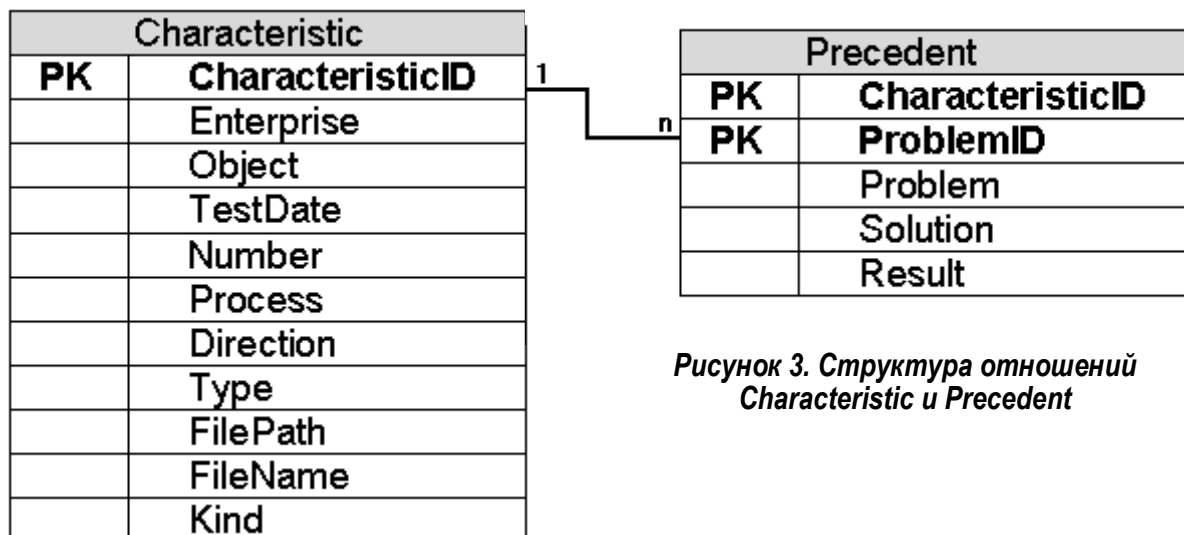 Characteristic
PK CharacteristicID
Enterprise
Object
TestDate
Number
Process
Direction
Type
FilePath
FileName
Kind
1
n
Precedent
PK CharacteristicID
PK ProblemID
Problem
Solution
Result
Рисунок 3. Структура отношений
Characteristic и Precedent